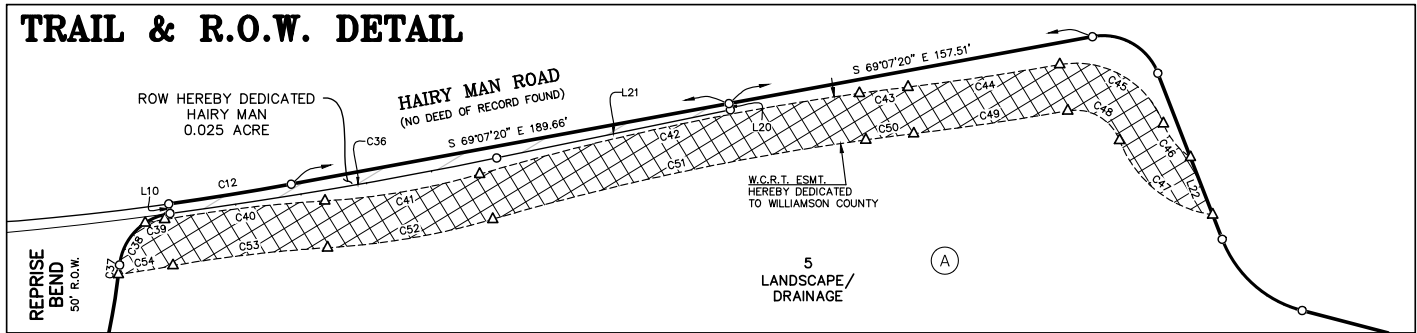 TRAIL & R.O.W. DETAIL
ROW HEREBY DEDICATED
HAIRY MAN
0.025 ACRE
HAIRY MAN ROAD
(NO DEED OF RECORD FOUND)
S 69°07'20" E 189.66'
S 69°07'20" E 157.51'
L21
L20
C36
L10
C12
C37
C38
C39
C40
C41
C42
C43
C44
C45
C46
L22
C47
C48
C49
C50
C51
C52
C53
C54
W.C.R.T. ESMT.
HEREBY DEDICATED
TO WILLIAMSON COUNTY
REPRISE
BEND
50' R.O.W.
5
LANDSCAPE/
DRAINAGE
A